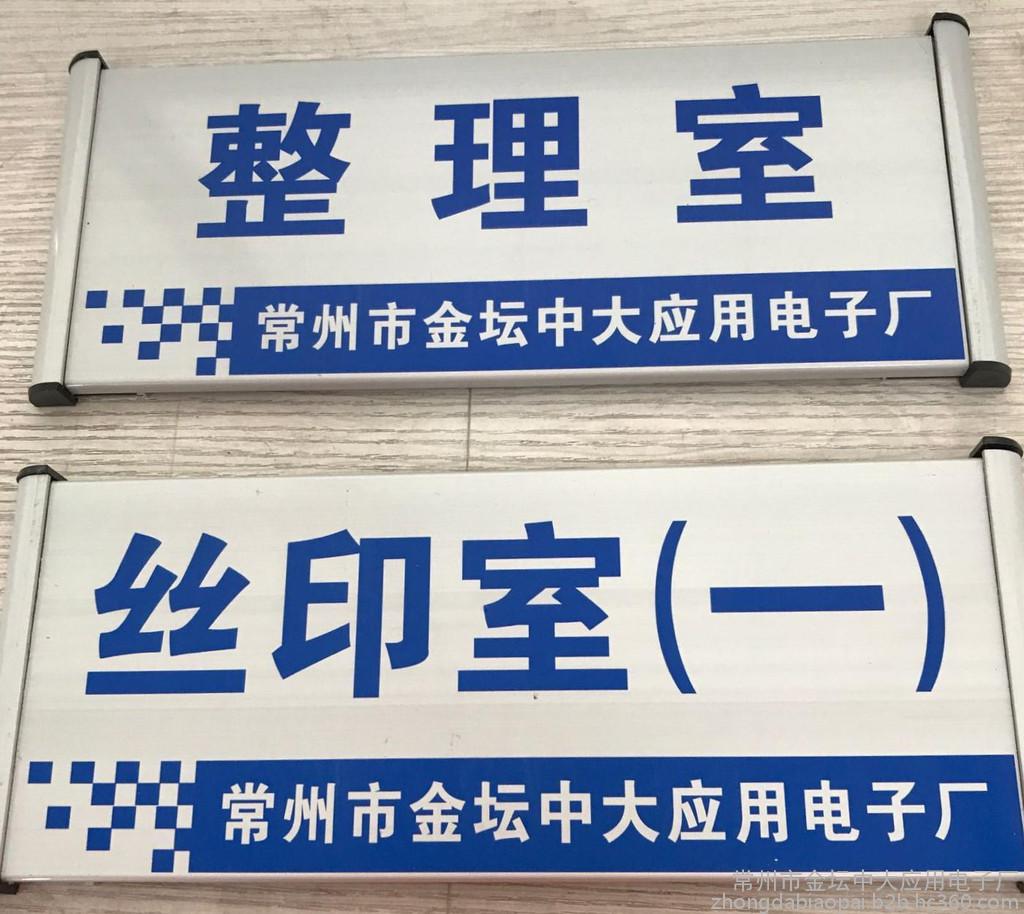 整理室
常州市金坛中大应用电子厂
丝印室(一)
常州市金坛中大应用电子厂
常州市金坛中大应用电子厂
zhongdabiaopai.b2b.hc360.com